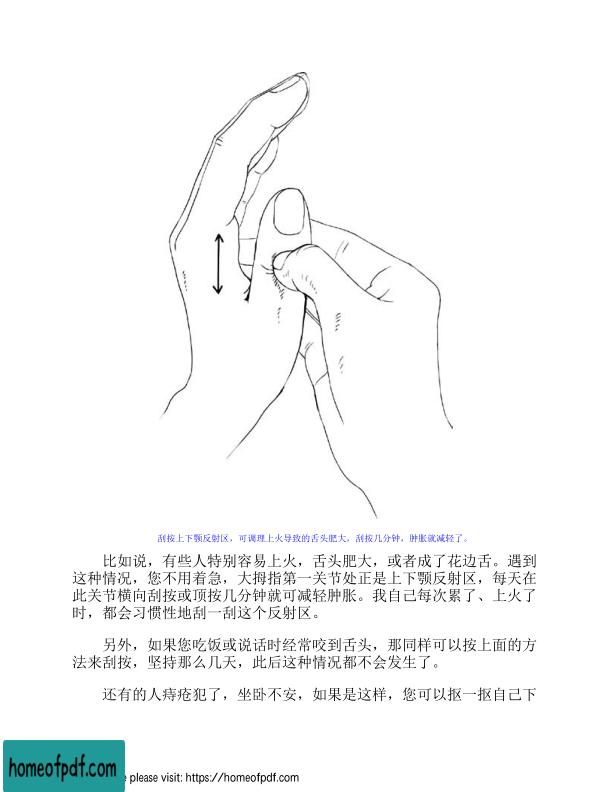 刮按上下颚反射区，可调理上火导致的舌头肥大，刮按几分钟，肿胀就减轻了。
比如说，有些人特别容易上火，舌头肥大，或者成了花边舌。遇到
这种情况，您不用着急，大拇指第一关节处正是上下颚反射区，每天在
此关节横向刮按或顶按几分钟就可减轻肿胀。我自己每次累了、上火了
时，都会习惯性地刮一刮这个反射区。
另外，如果您吃饭或说话时经常咬到舌头，那同样可以按上面的方
法来刮按，坚持那么几天，此后这种情况都不会发生了。
还有的人痔疮犯了，坐卧不安，如果是这样，您可以抠一抠自己下
homeofpdf.com
e please visit: https://homeofpdf.com